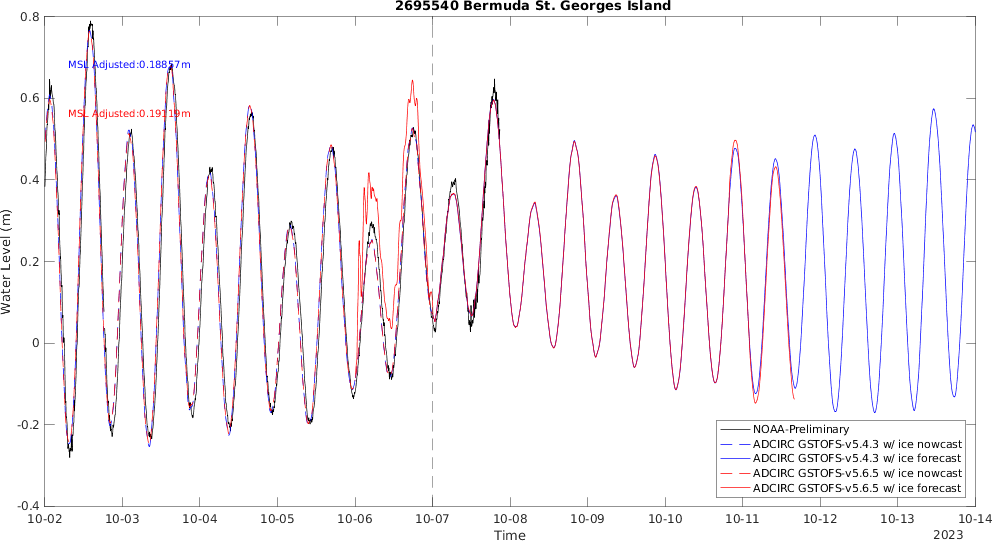 2695540 Bermuda St. Georges Island
0.8
MSL Adjusted:0.18857m
0.6
MSL Adjusted:0.19119m
0.4
Water Level (m)
0.2
0
-0.2
-0.4
NOAA-Preliminary
ADCIRC GSTOFS-v5.4.3 w/ ice nowcast
ADCIRC GSTOFS-v5.4.3 w/ ice forecast
ADCIRC GSTOFS-v5.6.5 w/ ice nowcast
ADCIRC GSTOFS-v5.6.5 w/ ice forecast
10-02 10-03 10-04 10-05 10-06 10-07 10-08 10-09 10-10 10-11 10-12 10-13 10-14
Time
2023